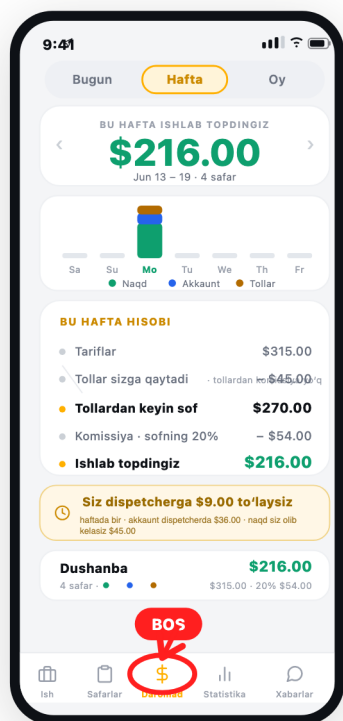 9:41
Bugun Hafta Oy
BU HAFTA ISHLAB TOPDINGIZ
‹ $216.00 ›
Jun 13 – 19 · 4 safar
Sa Su Mo Tu We Th Fr
Naqd Akkaunt Tollar
BU HAFTA HISOBI
Tariflar $315.00
Tollar sizga qaytadi · tollardan komissiya yo‘q – $45.00
Tollardan keyin sof $270.00
Komissiya · sofning 20% – $54.00
Ishlab topdingiz $216.00
Siz dispetcherga $9.00 to‘laysiz
haftada bir · akkaunt dispetcherda $36.00 · naqd siz olib
kelasiz $45.00
Dushanba $216.00
4 safar · $315.00 · 20% $54.00
BOS
Ish Safarlar Daromad Statistika Xabarlar